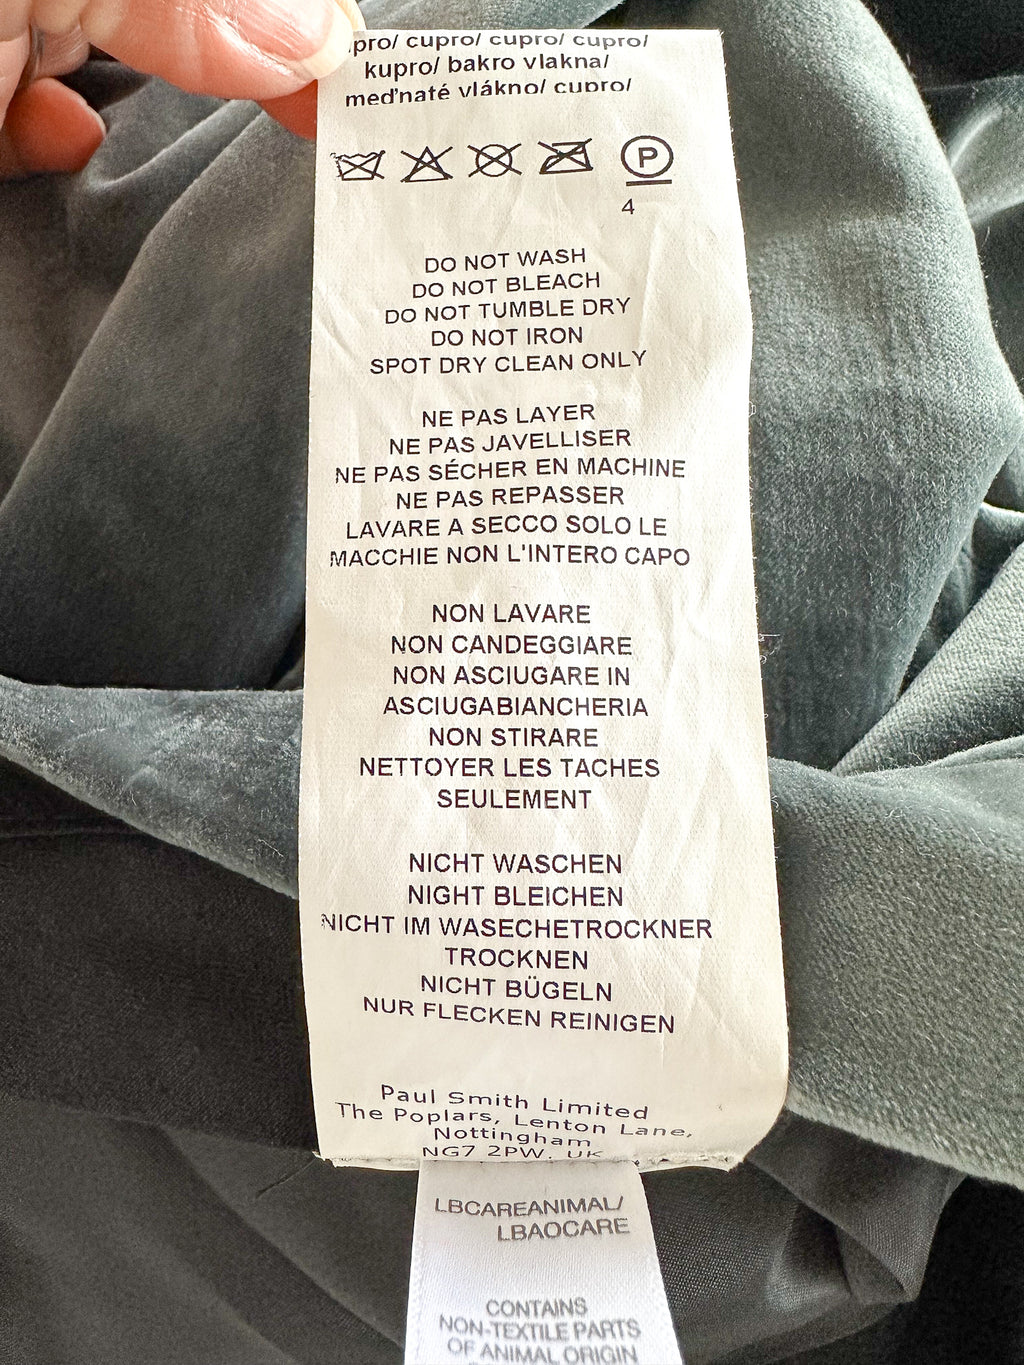 cupro/ cupro/ cupro/
kupro/ bakro vlakna/
meďnaté vlákno/ cupro/
P
4
DO NOT WASH
DO NOT BLEACH
DO NOT TUMBLE DRY
DO NOT IRON
SPOT DRY CLEAN ONLY
NE PAS LAYER
NE PAS JAVELLISER
NE PAS SÉCHER EN MACHINE
NE PAS REPASSER
LAVARE A SECCO SOLO LE
MACCHIE NON L'INTERO CAPO
NON LAVARE
NON CANDEGGIARE
NON ASCIUGARE IN
ASCIUGABIANCHERIA
NON STIRARE
NETTOYER LES TACHES
SEULEMENT
NICHT WASCHEN
NIGHT BLEICHEN
NICHT IM WASECHETROCKNER
TROCKNEN
NICHT BÜGELN
NUR FLECKEN REINIGEN
Paul Smith Limited
The Poplars, Lenton Lane,
Nottingham
NG7 2PW, UK
LBCAREANIMAL/
LBAOCARE
CONTAINS
NON-TEXTILE PARTS
OF ANIMAL ORIGIN